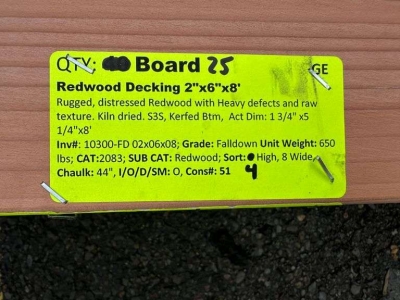 QTY: Board 25
GE
Redwood Decking 2"x6"x8'
Rugged, distressed Redwood with Heavy defects and raw
texture. Kiln dried. S3S, Kerfed Btm, Act Dim: 1 3/4" x5
1/4"x8'
Inv#: 10300-FD 02x06x08; Grade: Falldown Unit Weight: 650
lbs; CAT:2083; SUB CAT: Redwood; Sort: High, 8 Wide,
Chaulk: 44", I/O/D/SM: O, Cons#: 51
4